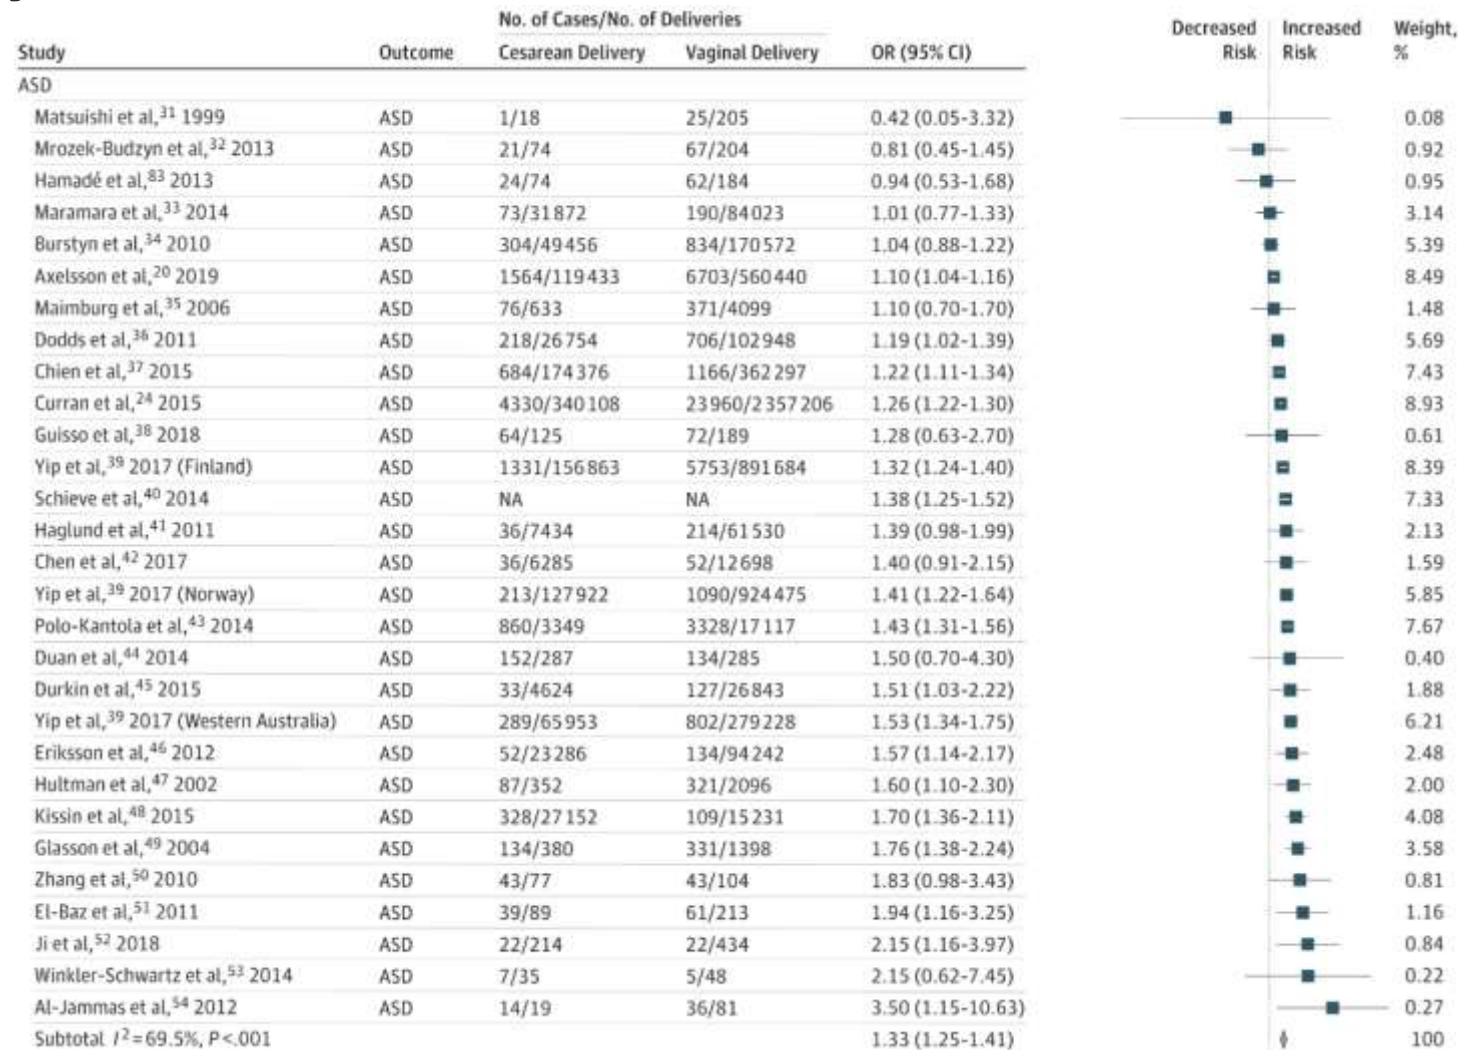 No. of Cases/No. of Deliveries
Decreased Risk Increased Risk Weight, %
Study Outcome Cesarean Delivery Vaginal Delivery OR (95% CI)
ASD
Matsuishi et al,31 1999 ASD 1/18 25/205 0.42 (0.05-3.32) 0.08
Mrozek-Budzyn et al,32 2013 ASD 21/74 67/204 0.81 (0.45-1.45) 0.92
Hamadé et al,83 2013 ASD 24/74 62/184 0.94 (0.53-1.68) 0.95
Maramara et al,33 2014 ASD 73/31872 190/84023 1.01 (0.77-1.33) 3.14
Burstyn et al,34 2010 ASD 304/49456 834/170572 1.04 (0.88-1.22) 5.39
Axelsson et al,20 2019 ASD 1564/119433 6703/560440 1.10 (1.04-1.16) 8.49
Maimburg et al,35 2006 ASD 76/633 371/4099 1.10 (0.70-1.70) 1.48
Dodds et al,36 2011 ASD 218/26754 706/102948 1.19 (1.02-1.39) 5.69
Chien et al,37 2015 ASD 684/174376 1166/362297 1.22 (1.11-1.34) 7.43
Curran et al,24 2015 ASD 4330/340108 23960/2357206 1.26 (1.22-1.30) 8.93
Guisso et al,38 2018 ASD 64/125 72/189 1.28 (0.63-2.70) 0.61
Yip et al,39 2017 (Finland) ASD 1331/156863 5753/891684 1.32 (1.24-1.40) 8.39
Schieve et al,40 2014 ASD NA NA 1.38 (1.25-1.52) 7.33
Haglund et al,41 2011 ASD 36/7434 214/61530 1.39 (0.98-1.99) 2.13
Chen et al,42 2017 ASD 36/6285 52/12698 1.40 (0.91-2.15) 1.59
Yip et al,39 2017 (Norway) ASD 213/127922 1090/924475 1.41 (1.22-1.64) 5.85
Polo-Kantola et al,43 2014 ASD 860/3349 3328/17117 1.43 (1.31-1.56) 7.67
Duan et al,44 2014 ASD 152/287 134/285 1.50 (0.70-4.30) 0.40
Durkin et al,45 2015 ASD 33/4624 127/26843 1.51 (1.03-2.22) 1.88
Yip et al,39 2017 (Western Australia) ASD 289/65953 802/279228 1.53 (1.34-1.75) 6.21
Eriksson et al,46 2012 ASD 52/23286 134/94242 1.57 (1.14-2.17) 2.48
Hultman et al,47 2002 ASD 87/352 321/2096 1.60 (1.10-2.30) 2.00
Kissin et al,48 2015 ASD 328/27152 109/15231 1.70 (1.36-2.11) 4.08
Glasson et al,49 2004 ASD 134/380 331/1398 1.76 (1.38-2.24) 3.58
Zhang et al,50 2010 ASD 43/77 43/104 1.83 (0.98-3.43) 0.81
El-Baz et al,51 2011 ASD 39/89 61/213 1.94 (1.16-3.25) 1.16
Ji et al,52 2018 ASD 22/214 22/434 2.15 (1.16-3.97) 0.84
Winkler-Schwartz et al,53 2014 ASD 7/35 5/48 2.15 (0.62-7.45) 0.22
Al-Jammas et al,54 2012 ASD 14/19 36/81 3.50 (1.15-10.63) 0.27
Subtotal I2=69.5%, P<.001 1.33 (1.25-1.41) 100